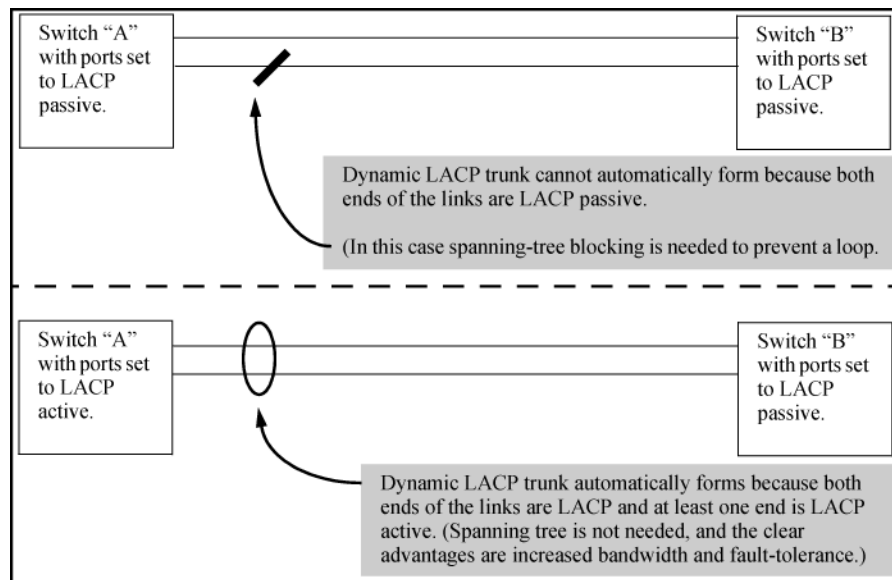 Switch “A”
with ports set
to LACP
passive.
Switch “B”
with ports set
to LACP
passive.
Dynamic LACP trunk cannot automatically form because both
ends of the links are LACP passive.
(In this case spanning-tree blocking is needed to prevent a loop.
Switch “A”
with ports set
to LACP
active.
Switch “B”
with ports set
to LACP
passive.
Dynamic LACP trunk automatically forms because both
ends of the links are LACP and at least one end is LACP
active. (Spanning tree is not needed, and the clear
advantages are increased bandwidth and fault-tolerance.)